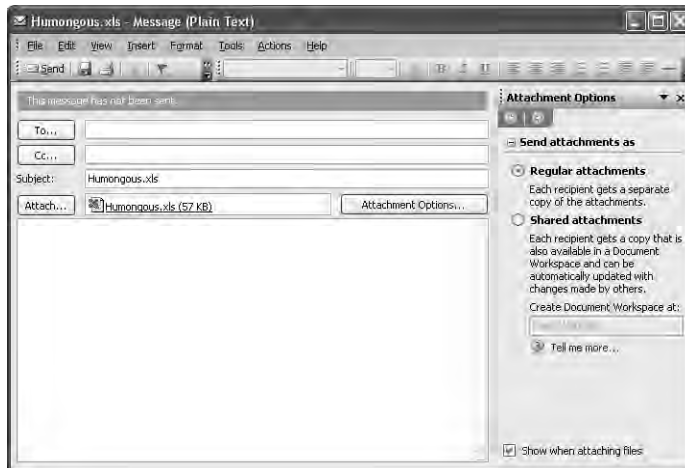 Humongous.xls - Message (Plain Text)
File Edit View Insert Format Tools Actions Help
Send
This message has not been sent.
To...
Cc...
Subject: Humongous.xls
Attach... Humongous.xls (57 KB) Attachment Options...
Attachment Options
Send attachments as
Regular attachments
Each recipient gets a separate
copy of the attachments.
Shared attachments
Each recipient gets a copy that is
also available in a Document
Workspace and can be
automatically updated with
changes made by others.
Create Document Workspace at:
Tell me more...
Show when attaching files